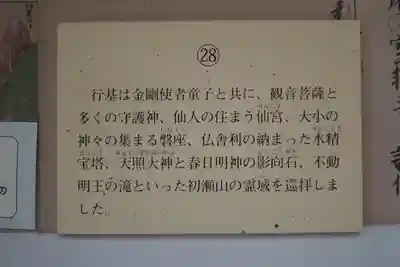 ㉘
行基は金剛使者童子と共に、観音菩薩と
多くの守護神、仙人の住まう仙宮、大小の
神々の集まる磐座、仏舎利の納まった水精
宝塔、天照大神と春日明神の影向石、不動
明王の滝といった初瀬山の霊域を巡拝しま
した。
利
の